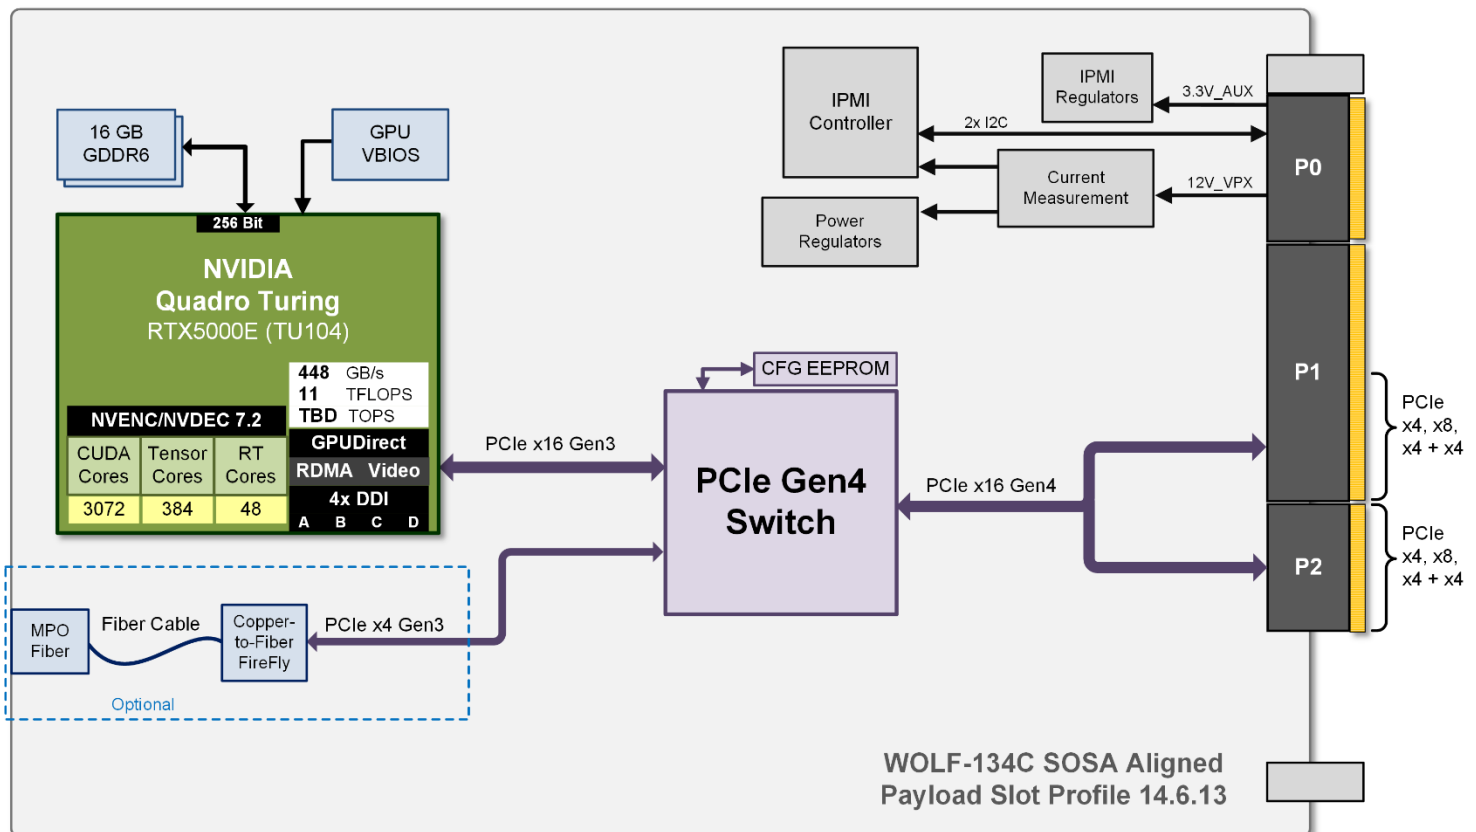 16 GB
GDDR6
GPU
VBIOS
256 Bit
NVIDIA
Quadro Turing
RTX5000E (TU104)
448 GB/s
11 TFLOPS
TBD TOPS
NVENC/NVDEC 7.2
GPUDirect
RDMA Video
4x DDI
A B C D
CUDA
Cores
Tensor
Cores
RT
Cores
3072
384
48
MPO
Fiber
Fiber Cable
Copper-
to-Fiber
FireFly
PCIe x4 Gen3
Optional
PCIe x16 Gen3
CFG EEPROM
PCIe Gen4
Switch
PCIe x16 Gen4
IPMI
Controller
IPMI
Regulators
3.3V_AUX
2x I2C
Current
Measurement
12V_VPX
Power
Regulators
P0
P1
PCIe
x4, x8,
x4 + x4
P2
PCIe
x4, x8,
x4 + x4
WOLF-134C SOSA Aligned
Payload Slot Profile 14.6.13